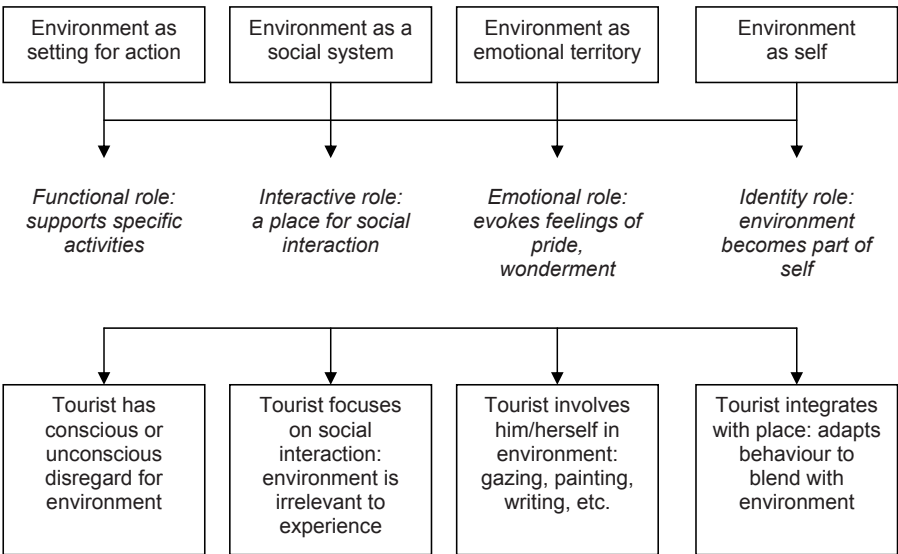 Environment as
setting for action
Environment as a
social system
Environment as
emotional territory
Environment
as self
Functional role:
supports specific
activities
Interactive role:
a place for social
interaction
Emotional role:
evokes feelings of
pride,
wonderment
Identity role:
environment
becomes part of
self
Tourist has
conscious or
unconscious
disregard for
environment
Tourist focuses
on social
interaction:
environment is
irrelevant to
experience
Tourist involves
him/herself in
environment:
gazing, painting,
writing, etc.
Tourist integrates
with place: adapts
behaviour to
blend with
environment